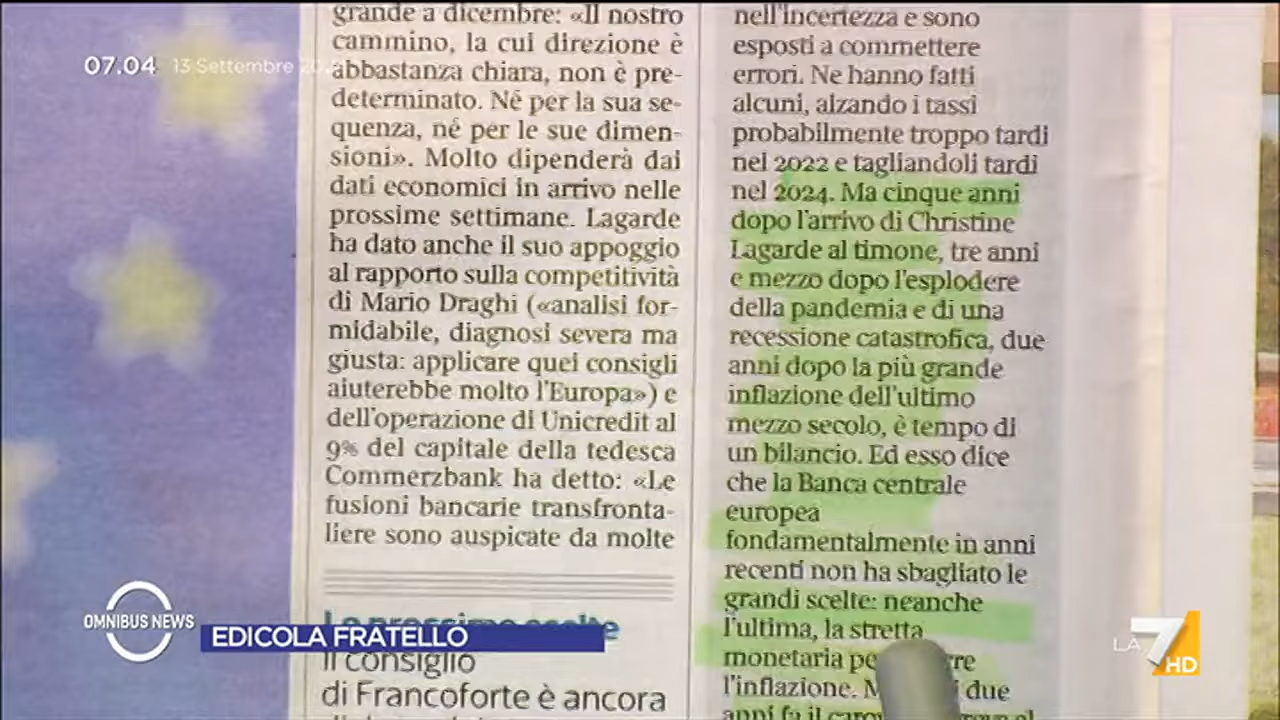 07.04 13 Settembre
grande a dicembre: «Il nostro
cammino, la cui direzione è
abbastanza chiara, non è pre-
determinato. Né per la sua se-
quenza, né per le sue dimen-
sioni». Molto dipenderà dai
dati economici in arrivo nelle
prossime settimane. Lagarde
ha dato anche il suo appoggio
al rapporto sulla competitività
di Mario Draghi («analisi for-
midabile, diagnosi severa ma
giusta: applicare quei consigli
aiuterebbe molto l'Europa») e
dell'operazione di Unicredit al
9% del capitale della tedesca
Commerzbank ha detto: «Le
fusioni bancarie transfronta-
liere sono auspicate da molte
Le prossime scelte
Il consiglio
di Francoforte è ancora
nell'incertezza e sono
esposti a commettere
errori. Ne hanno fatti
alcuni, alzando i tassi
probabilmente troppo tardi
nel 2022 e tagliandoli tardi
nel 2024. Ma cinque anni
dopo l'arrivo di Christine
Lagarde al timone, tre anni
e mezzo dopo l'esplodere
della pandemia e di una
recessione catastrofica, due
anni dopo la più grande
inflazione dell'ultimo
mezzo secolo, è tempo di
un bilancio. Ed esso dice
che la Banca centrale
europea
fondamentalmente in anni
recenti non ha sbagliato le
grandi scelte: neanche
l'ultima, la stretta
monetaria
l'inflazione. due
anni fa il
OMNIBUS NEWS
EDICOLA FRATELLO
LA 7 HD